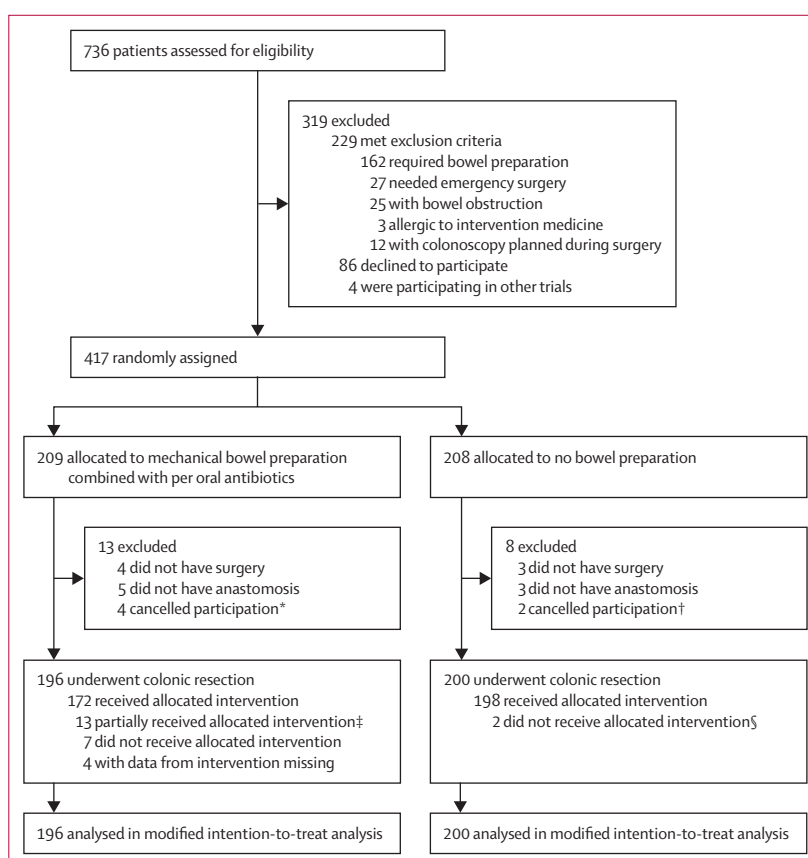 736 patients assessed for eligibility
319 excluded
229 met exclusion criteria
162 required bowel preparation
27 needed emergency surgery
25 with bowel obstruction
3 allergic to intervention medicine
12 with colonoscopy planned during surgery
86 declined to participate
4 were participating in other trials
417 randomly assigned
209 allocated to mechanical bowel preparation
combined with per oral antibiotics
208 allocated to no bowel preparation
13 excluded
4 did not have surgery
5 did not have anastomosis
4 cancelled participation*
8 excluded
3 did not have surgery
3 did not have anastomosis
2 cancelled participation†
196 underwent colonic resection
172 received allocated intervention
13 partially received allocated intervention‡
7 did not receive allocated intervention
4 with data from intervention missing
200 underwent colonic resection
198 received allocated intervention
2 did not receive allocated intervention§
196 analysed in modified intention-to-treat analysis
200 analysed in modified intention-to-treat analysis